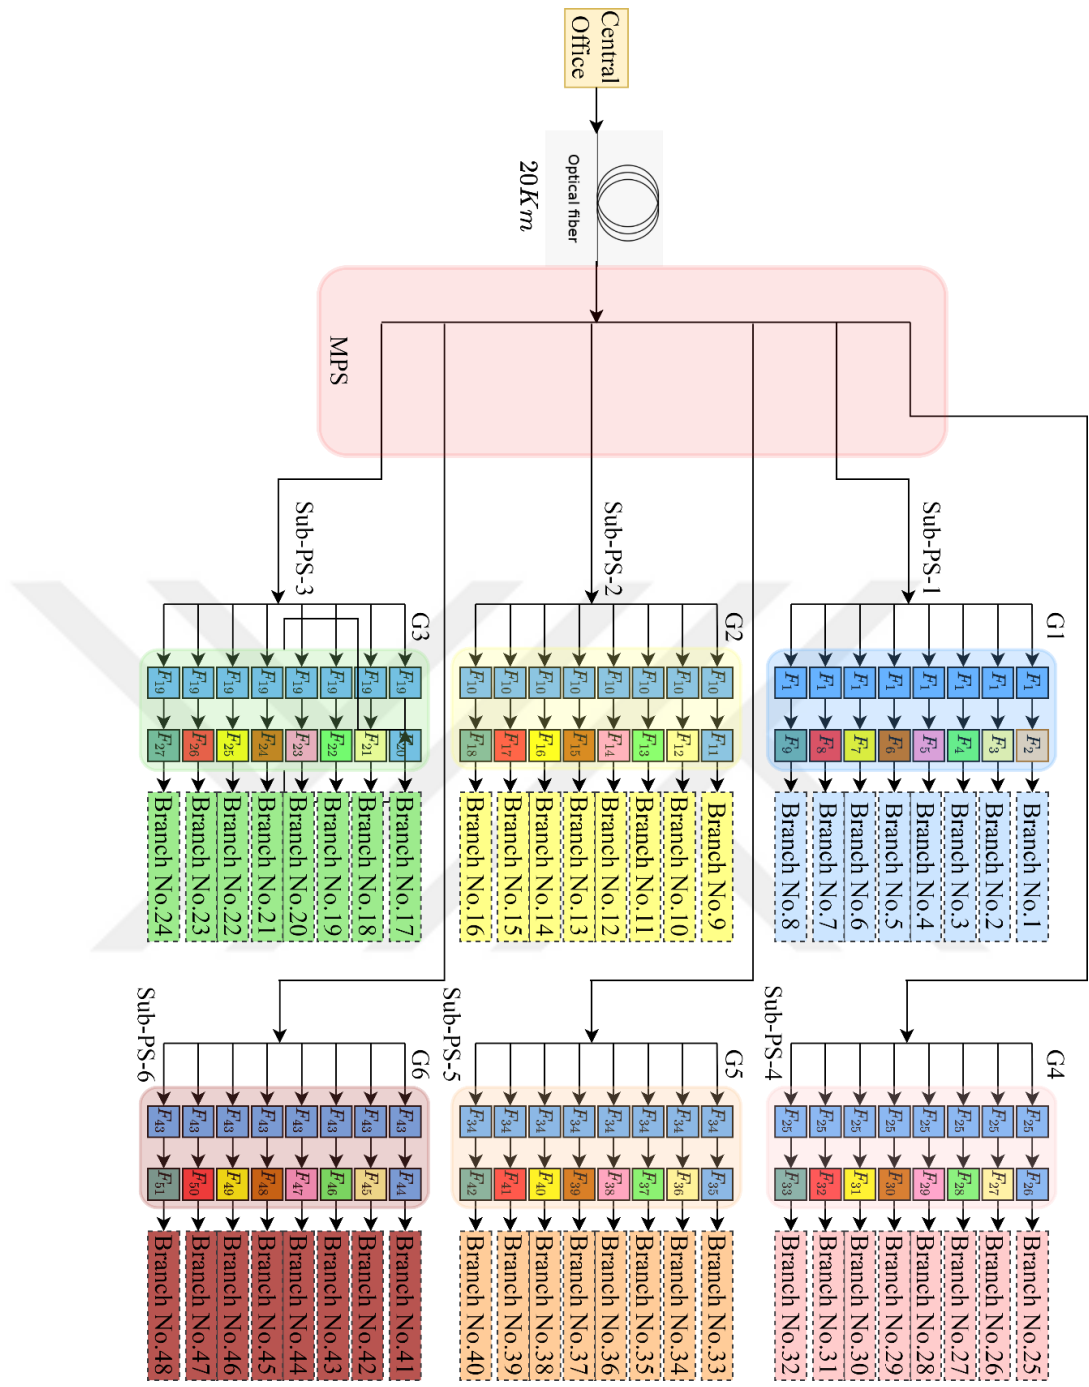 Central
Office
Optical fiber
20Km
MPS
Sub-PS-1
G1
F₁ F₂ Branch No.1
F₁ F₃ Branch No.2
F₁ F₄ Branch No.3
F₁ F₅ Branch No.4
F₁ F₆ Branch No.5
F₁ F₇ Branch No.6
F₁ F₈ Branch No.7
F₁ F₉ Branch No.8
Sub-PS-2
G2
F₁₀ F₁₁ Branch No.9
F₁₀ F₁₂ Branch No.10
F₁₀ F₁₃ Branch No.11
F₁₀ F₁₄ Branch No.12
F₁₀ F₁₅ Branch No.13
F₁₀ F₁₆ Branch No.14
F₁₀ F₁₇ Branch No.15
F₁₀ F₁₈ Branch No.16
Sub-PS-3
G3
F₁₉ F₂₀ Branch No.17
F₁₉ F₂₁ Branch No.18
F₁₉ F₂₂ Branch No.19
F₁₉ F₂₃ Branch No.20
F₁₉ F₂₄ Branch No.21
F₁₉ F₂₅ Branch No.22
F₁₉ F₂₆ Branch No.23
F₁₉ F₂₇ Branch No.24
Sub-PS-4
G4
F₂₅ F₂₆ Branch No.25
F₂₅ F₂₇ Branch No.26
F₂₅ F₂₈ Branch No.27
F₂₅ F₂₉ Branch No.28
F₂₅ F₃₀ Branch No.29
F₂₅ F₃₁ Branch No.30
F₂₅ F₃₂ Branch No.31
F₂₅ F₃₃ Branch No.32
Sub-PS-5
G5
F₃₄ F₃₅ Branch No.33
F₃₄ F₃₆ Branch No.34
F₃₄ F₃₇ Branch No.35
F₃₄ F₃₈ Branch No.36
F₃₄ F₃₉ Branch No.37
F₃₄ F₄₀ Branch No.38
F₃₄ F₄₁ Branch No.39
F₃₄ F₄₂ Branch No.40
Sub-PS-6
G6
F₄₃ F₄₄ Branch No.41
F₄₃ F₄₅ Branch No.42
F₄₃ F₄₆ Branch No.43
F₄₃ F₄₇ Branch No.44
F₄₃ F₄₈ Branch No.45
F₄₃ F₄₉ Branch No.46
F₄₃ F₅₀ Branch No.47
F₄₃ F₅₁ Branch No.48